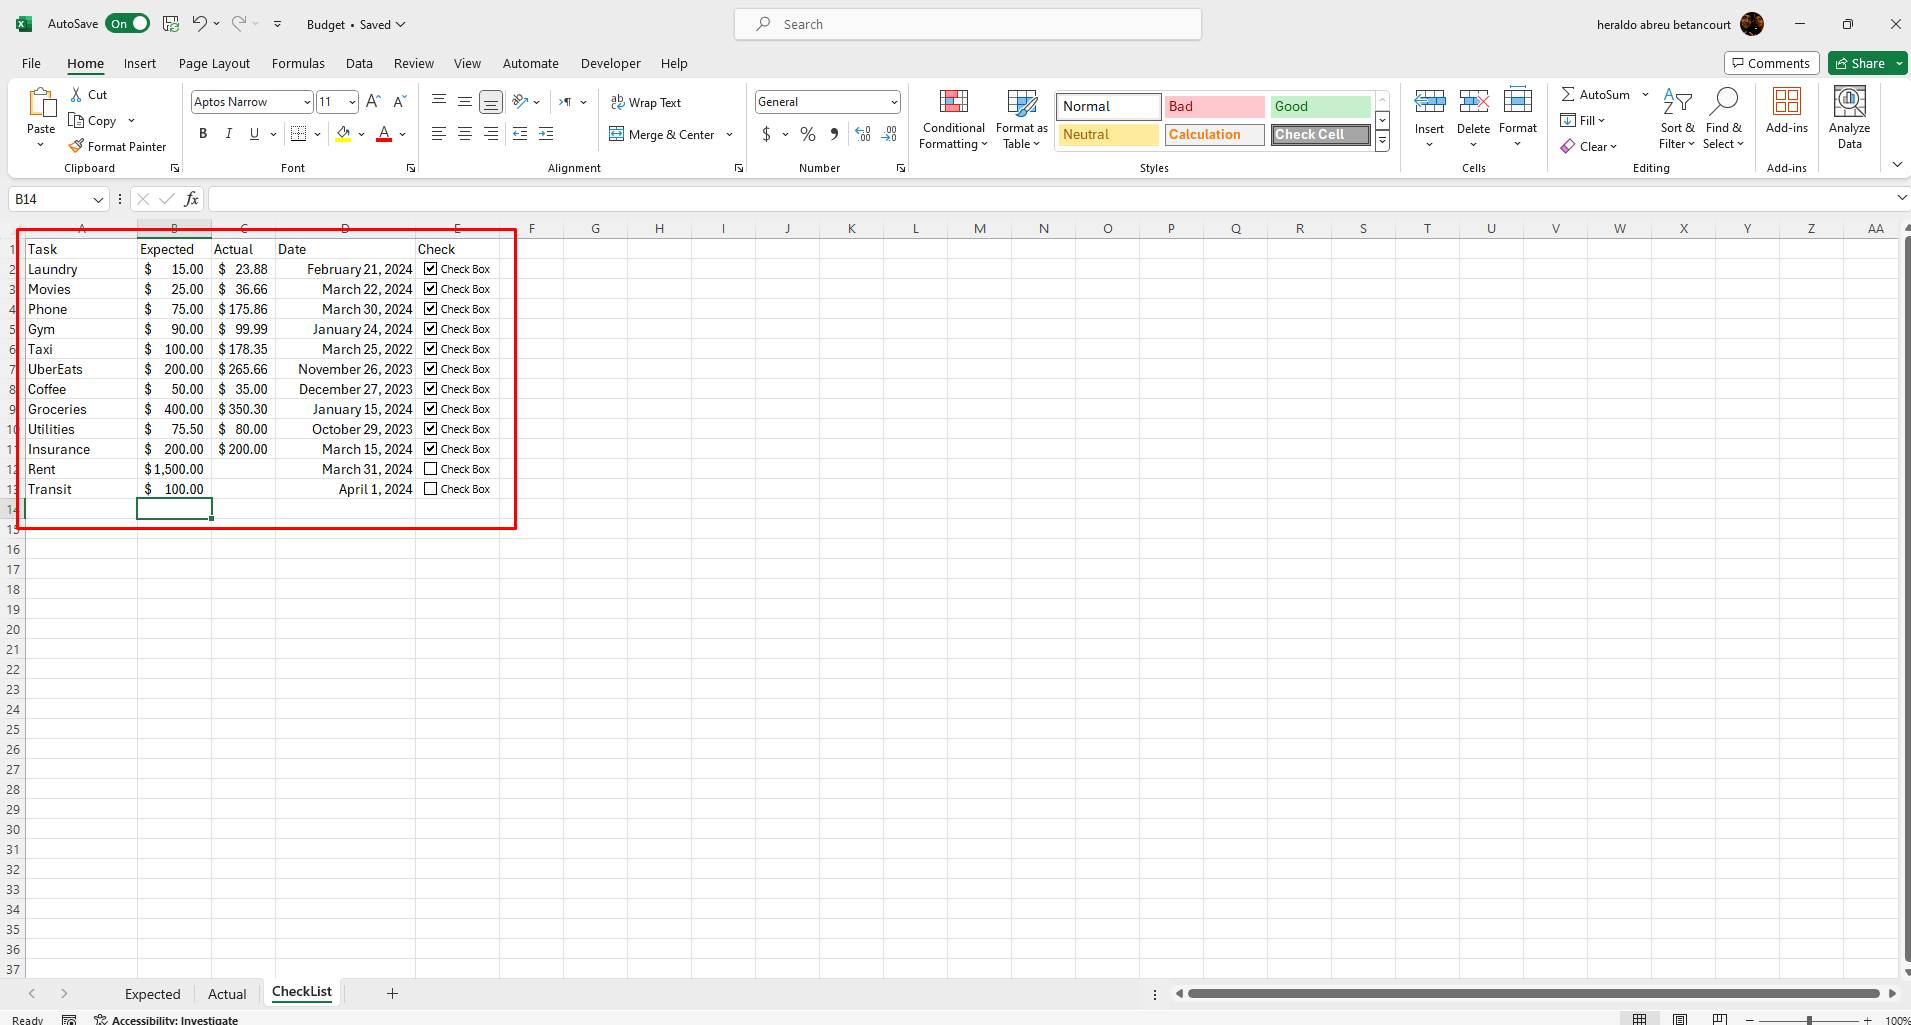 AutoSave On Budget • Saved Search heraldo abreu betancourt
File Home Insert Page Layout Formulas Data Review View Automate Developer Help Comments Share
Paste Cut Copy Format Painter Clipboard
Aptos Narrow 11 B I U Font
ab Wrap Text Merge & Center Alignment
General $ % Number
Conditional Formatting Format as Table Normal Bad Good Neutral Calculation Check Cell Styles
Insert Delete Format Cells
AutoSum Fill Clear Sort & Filter Find & Select Editing
Add-ins Add-ins
Analyze Data
B14 fx
A B C D E F G H I J K L M N O P Q R S T U V W X Y Z AA
1 Task Expected Actual Date Check
2 Laundry $ 15.00 $ 23.88 February 21, 2024 Check Box
3 Movies $ 25.00 $ 36.66 March 22, 2024 Check Box
4 Phone $ 75.00 $ 175.86 March 30, 2024 Check Box
5 Gym $ 90.00 $ 99.99 January 24, 2024 Check Box
6 Taxi $ 100.00 $ 178.35 March 25, 2022 Check Box
7 UberEats $ 200.00 $ 265.66 November 26, 2023 Check Box
8 Coffee $ 50.00 $ 35.00 December 27, 2023 Check Box
9 Groceries $ 400.00 $ 350.30 January 15, 2024 Check Box
10 Utilities $ 75.50 $ 80.00 October 29, 2023 Check Box
11 Insurance $ 200.00 $ 200.00 March 15, 2024 Check Box
12 Rent $ 1,500.00 March 31, 2024 Check Box
13 Transit $ 100.00 April 1, 2024 Check Box
14
15
16
17
18
19
20
21
22
23
24
25
26
27
28
29
30
31
32
33
34
35
36
37
Expected Actual CheckList
Ready Accessibility: Investigate 100%